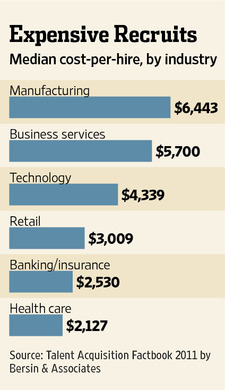 Expensive Recruits
Median cost-per-hire, by industry
Manufacturing
$6,443
Business services
$5,700
Technology
$4,339
Retail
$3,009
Banking/insurance
$2,530
Health care
$2,127
Source: Talent Acquisition Factbook 2011 by
Bersin & Associates